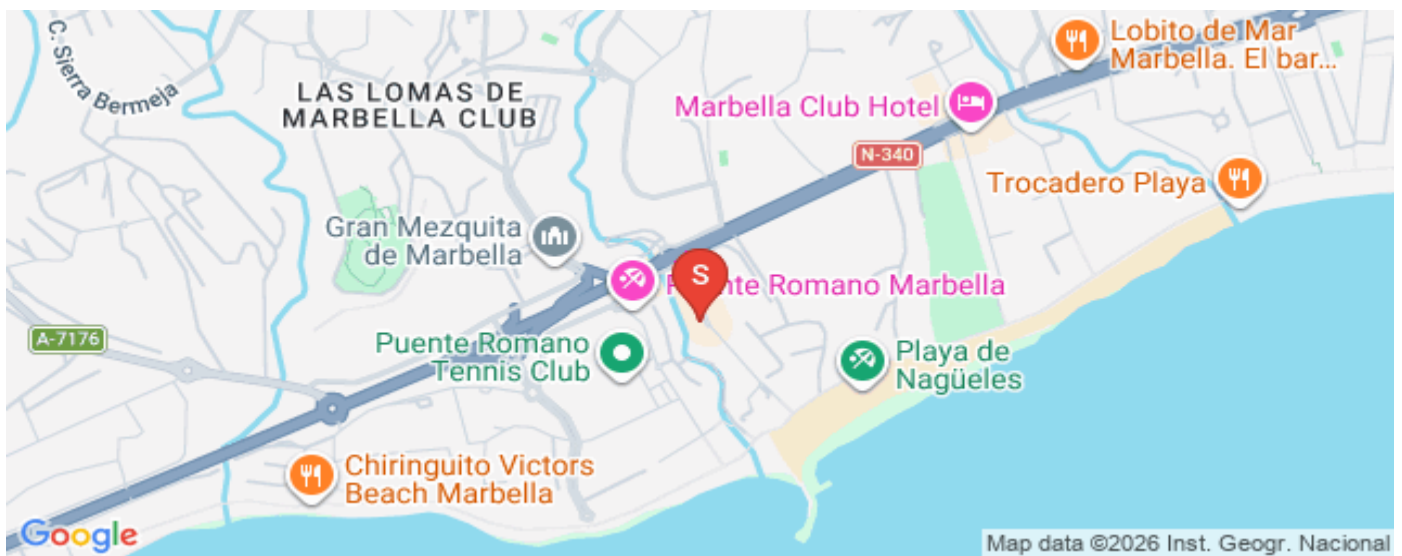 C. Sierra Bermeja
LAS LOMAS DE
MARBELLA CLUB
Lobito de Mar
Marbella. El bar...
Marbella Club Hotel
N-340
Trocadero Playa
Gran Mezquita
de Marbella
S
Romano Marbella
A-7176
Puente Romano
Tennis Club
Playa de
Nagüeles
Chiringuito Victors
Beach Marbella
Google
Map data ©2026 Inst. Geogr. Nacional